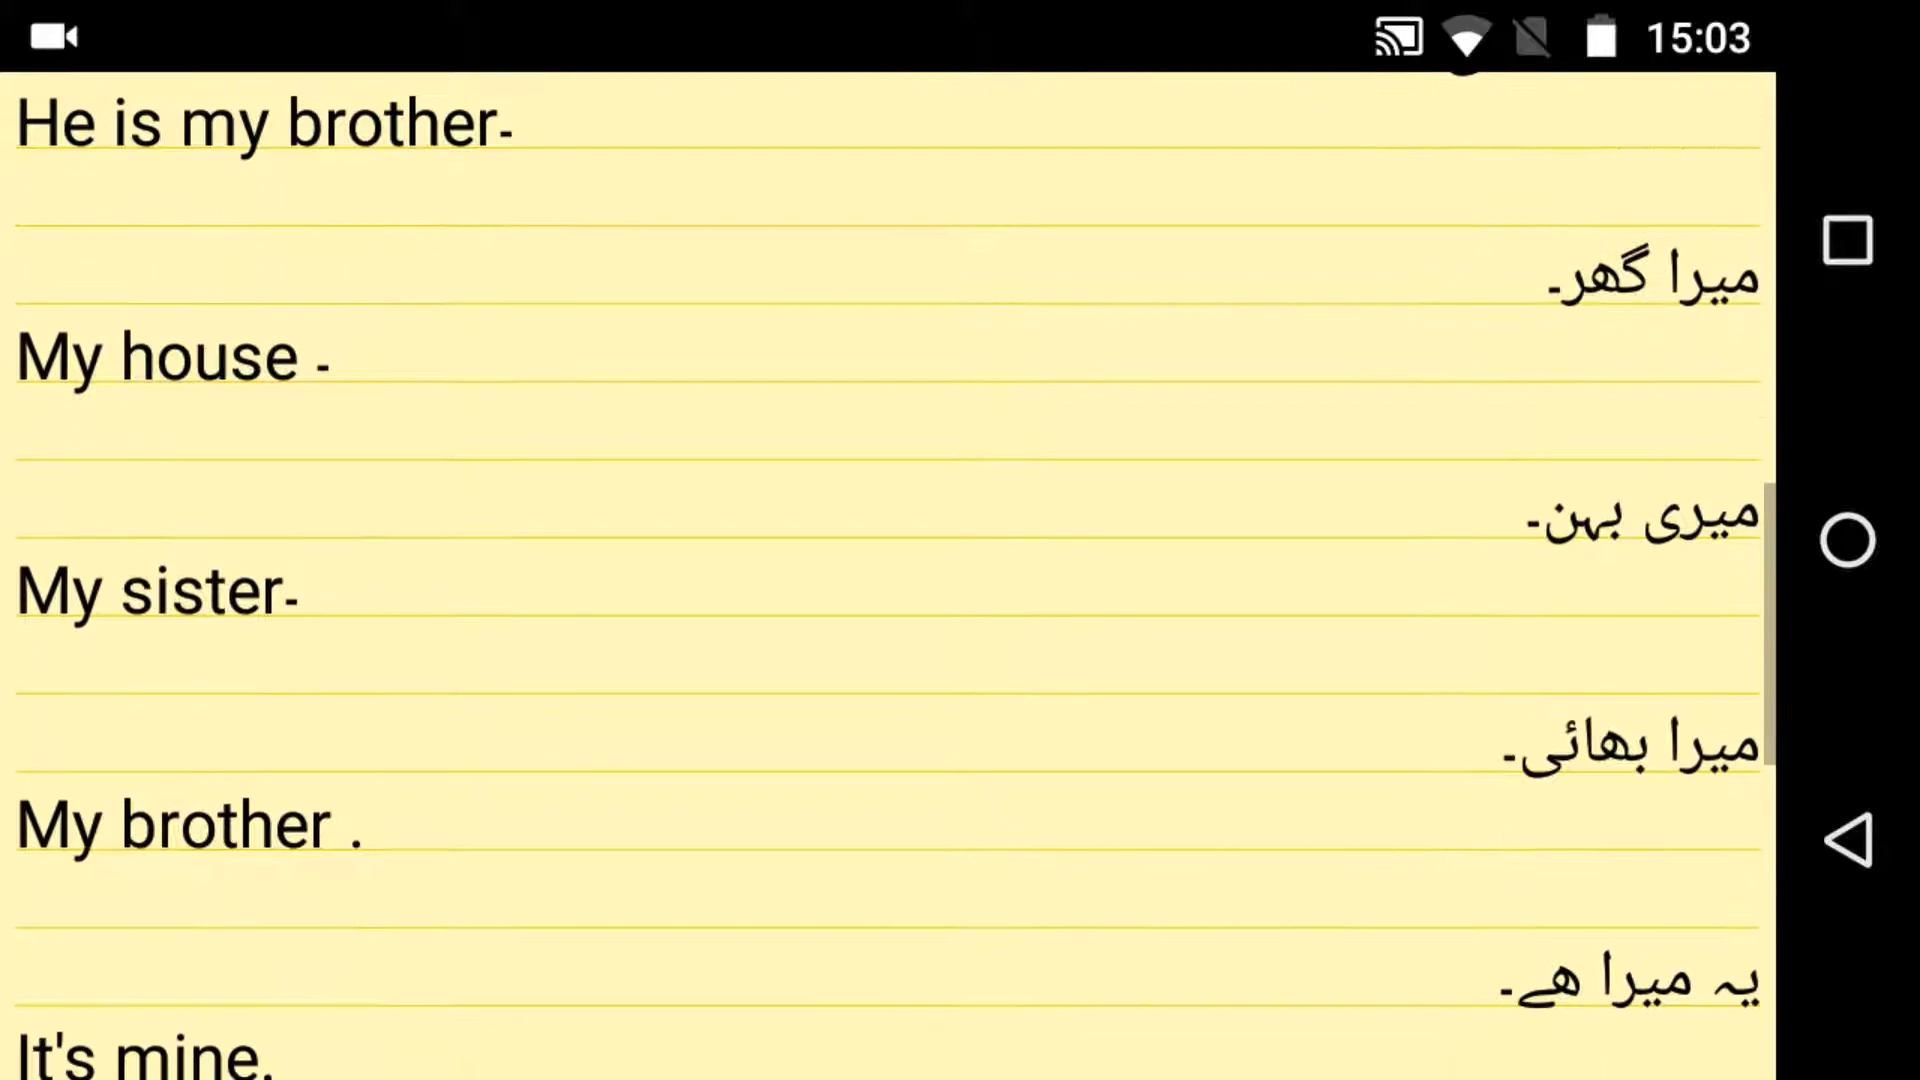 15:03
He is my brother-
میرا گھر۔
My house -
میری بہن۔
My sister-
میرا بھائی۔
My brother .
یہ میرا ھے۔
It's mine.